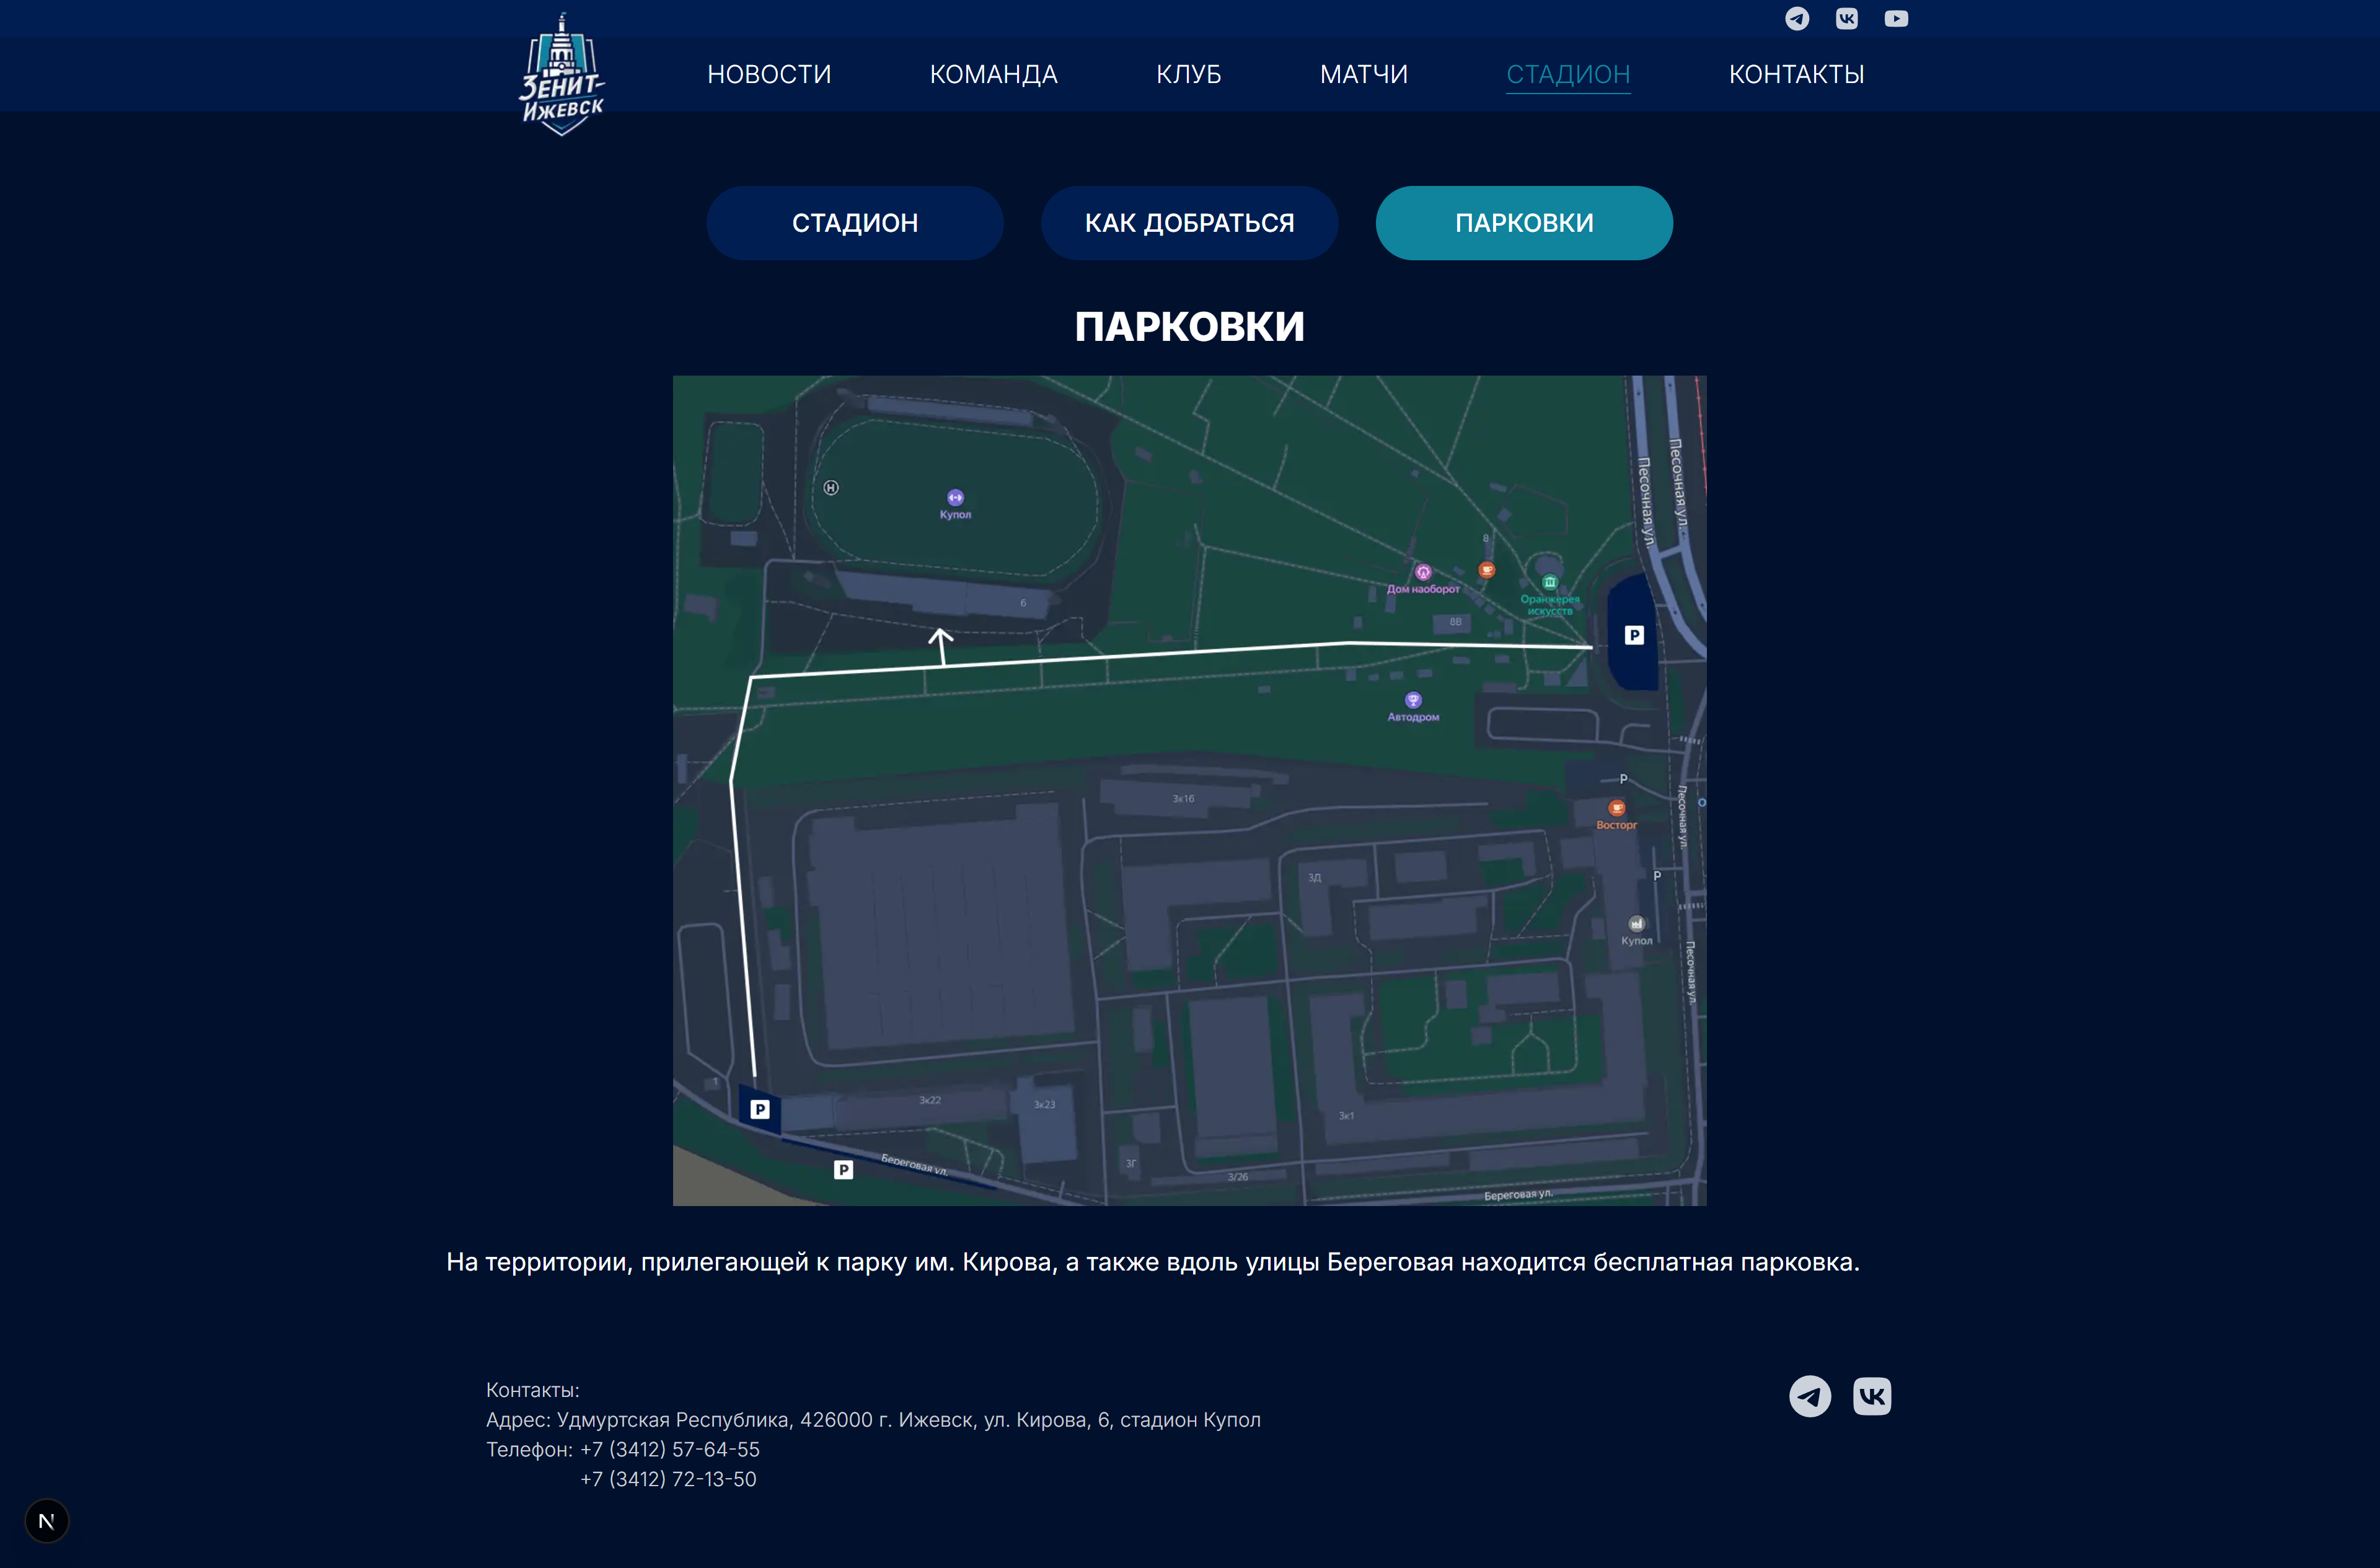 ЗЕНИТ-
ИЖЕВСК
НОВОСТИ
КОМАНДА
КЛУБ
МАТЧИ
СТАДИОН
КОНТАКТЫ
СТАДИОН
КАК ДОБРАТЬСЯ
ПАРКОВКИ
ПАРКОВКИ
Песочная ул.
Песочная ул.
H
Купол
8
Дом наоборот
Оранжерея
искусств
6
8В
P
Автодром
P
3к16
Восторг
Песочная ул.
3Д
P
Купол
Песочная ул.
1
P
3к22
3к23
3к1
Береговая ул.
P
3Г
3/26
Береговая ул.
На территории, прилегающей к парку им. Кирова, а также вдоль улицы Береговая находится бесплатная парковка.
Контакты:
Адрес: Удмуртская Республика, 426000 г. Ижевск, ул. Кирова, 6, стадион Купол
Телефон: +7 (3412) 57-64-55
+7 (3412) 72-13-50
N